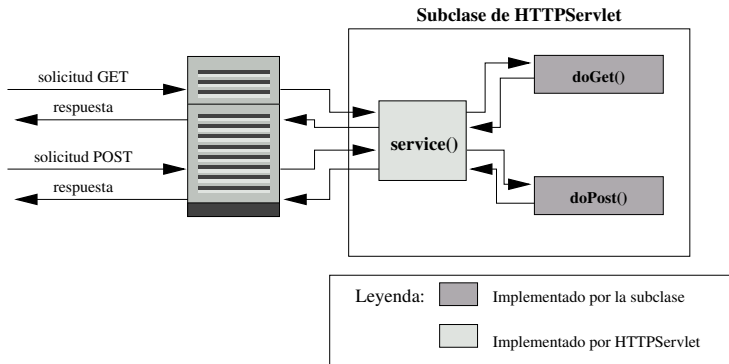 Subclase de HTTPServlet
solicitud GET
respuesta
solicitud POST
respuesta
service()
doGet()
doPost()
Leyenda:
Implementado por la subclase
Implementado por HTTPServlet